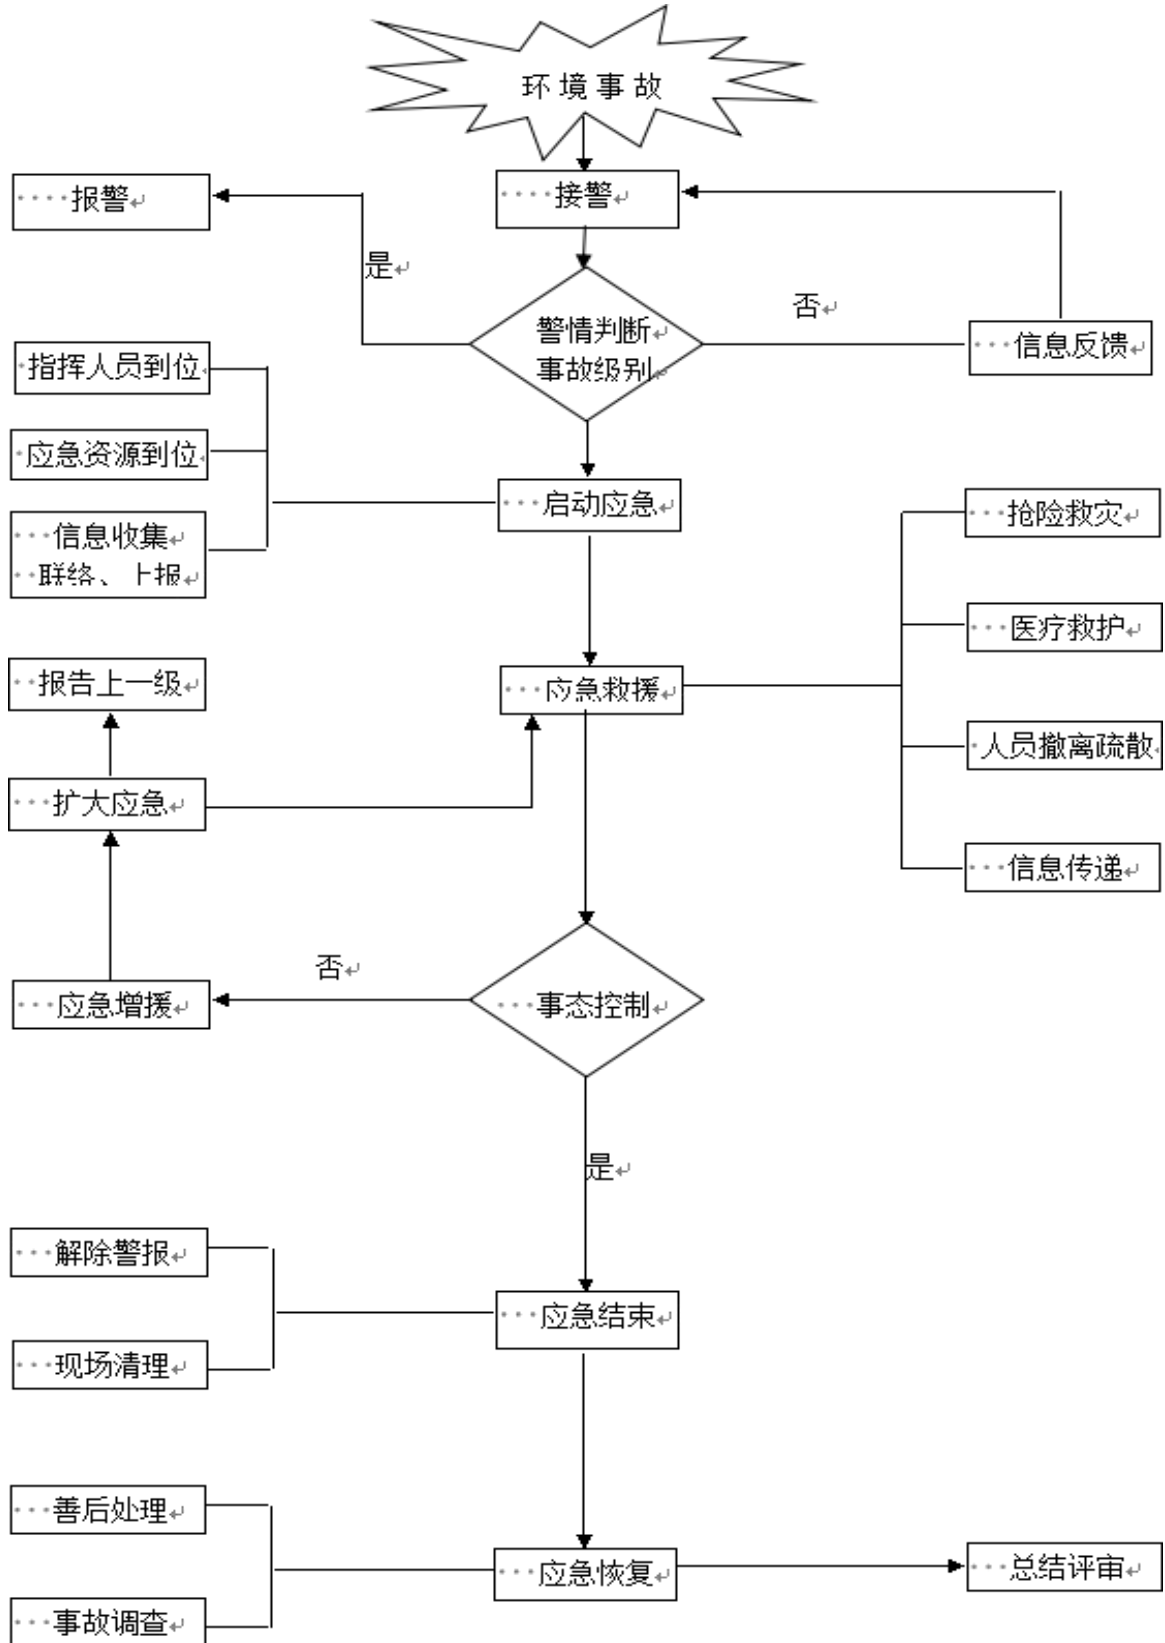 环境事故
报警
接警
是
否
警情判断
事故级别
信息反馈
指挥人员到位
应急资源到位
启动应急
信息收集
联络、上报
抢险救灾
医疗救护
报告上一级
应急救援
人员撤离疏散
扩大应急
信息传递
否
应急增援
事态控制
是
解除警报
应急结束
现场清理
善后处理
应急恢复
总结评审
事故调查